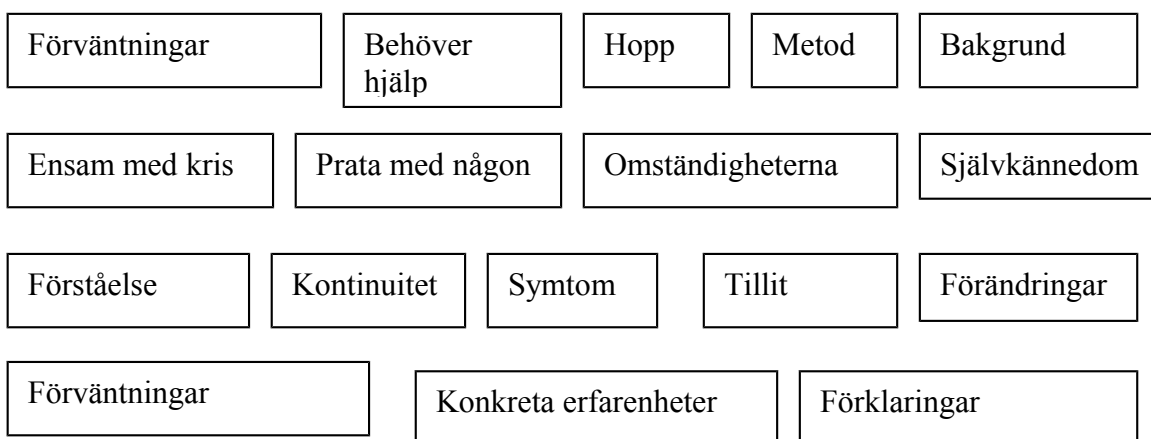 Förväntningar
Behöver
hjälp
Hopp
Metod
Bakgrund
Ensam med kris
Prata med någon
Omständigheterna
Självkännedom
Förståelse
Kontinuitet
Symtom
Tillit
Förändringar
Förväntningar
Konkreta erfarenheter
Förklaringar